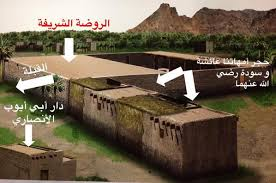 الروضة الشريفة
حجر أمهاتنا عائشة
و سودة رضي
الله عنهما
القبلة
دار أبي أيوب
الأنصاري